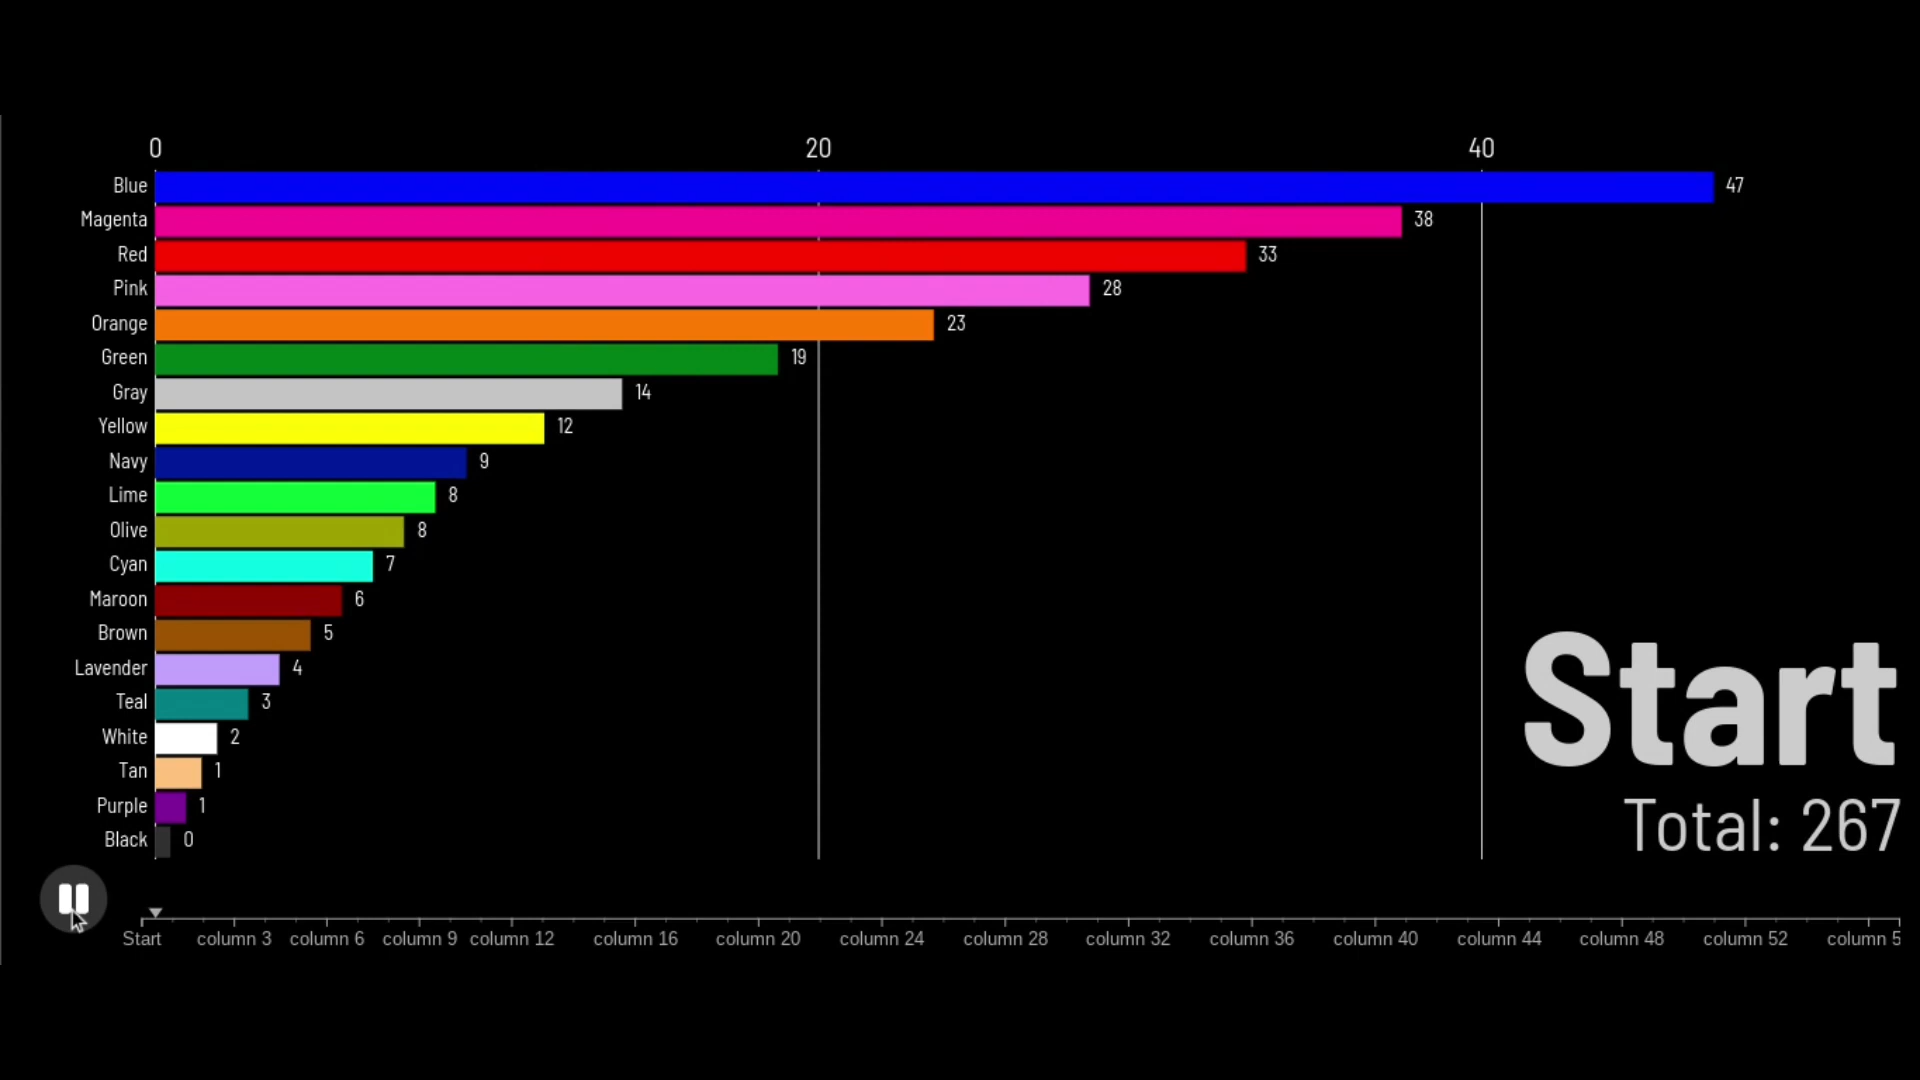 0 20 40
Blue 47
Magenta 38
Red 33
Pink 28
Orange 23
Green 19
Gray 14
Yellow 12
Navy 9
Lime 8
Olive 8
Cyan 7
Maroon 6
Brown 5
Lavender 4
Teal 3
White 2
Tan 1
Purple 1
Black 0
Start
Total: 267
Start column 3 column 6 column 9 column 12 column 16 column 20 column 24 column 28 column 32 column 36 column 40 column 44 column 48 column 52 column 5